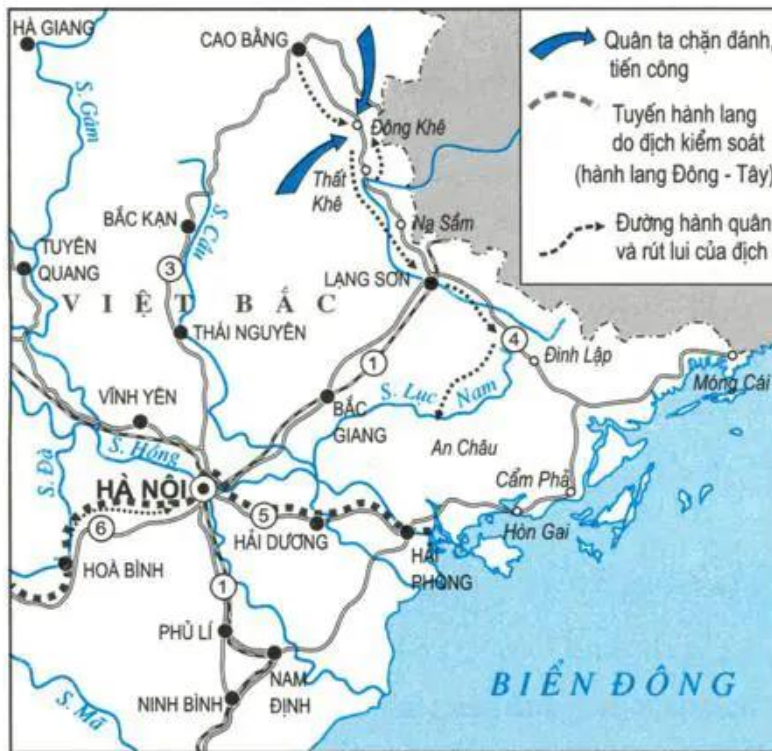 HÀ GIANG
CAO BẰNG
S. Gám
Đông Khê
Thất
Khê
BẮC KẠN
S. Cầu
Na Sầm
TUYÊN
QUANG
3
LẠNG SƠN
VIỆT BẮC
THÁI NGUYÊN
4
1
Đình Lập
Móng Cái
VĨNH YÊN
S. Lục Nam
BẮC
GIANG
An Châu
S. Hồng
S. Đà
HÀ NỘI
Cẩm Phả
5
Hòn Gai
6
HẢI DƯƠNG
HẢI
PHÒNG
HOÀ BÌNH
1
PHỦ LÍ
NAM
ĐỊNH
BIỂN ĐÔNG
NINH BÌNH
S. Mã
Quân ta chặn đánh,
tiến công
Tuyến hành lang
do địch kiểm soát
(hành lang Đông - Tây)
Đường hành quân
và rút lui của địch